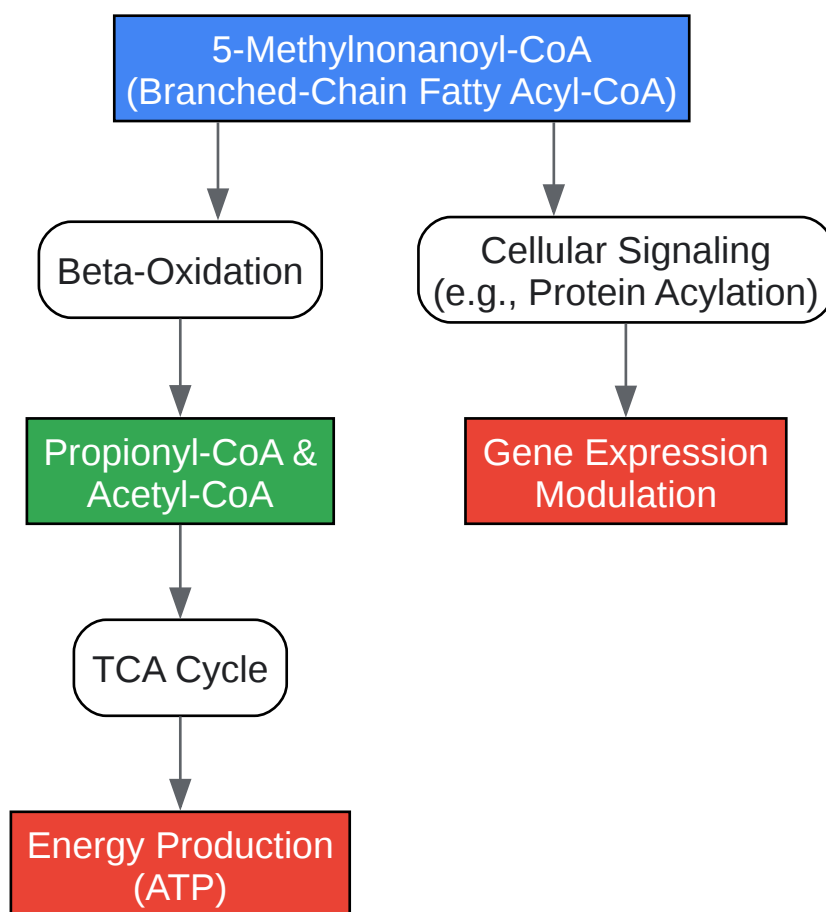 5-Methylnonanoyl-CoA
(Branched-Chain Fatty Acyl-CoA)
Beta-Oxidation
Cellular Signaling
(e.g., Protein Acylation)
Propionyl-CoA &
Acetyl-CoA
Gene Expression
Modulation
TCA Cycle
Energy Production
(ATP)